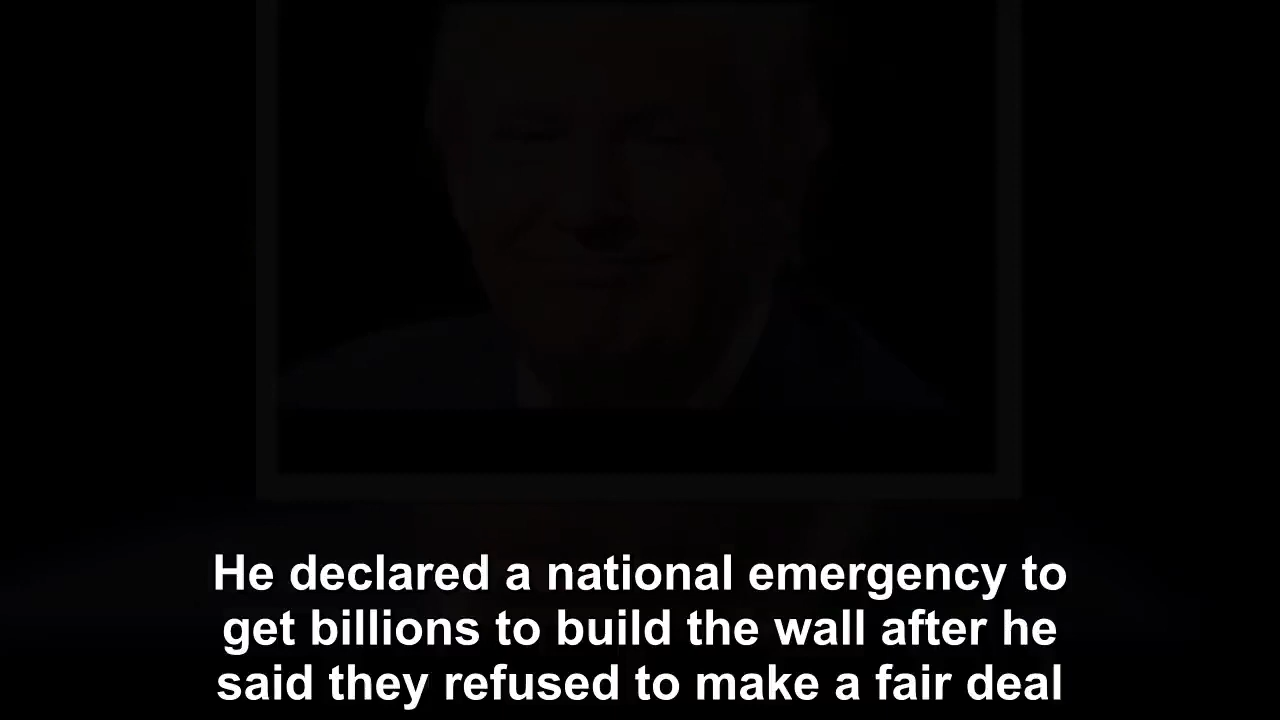 He declared a national emergency to
get billions to build the wall after he
said they refused to make a fair deal